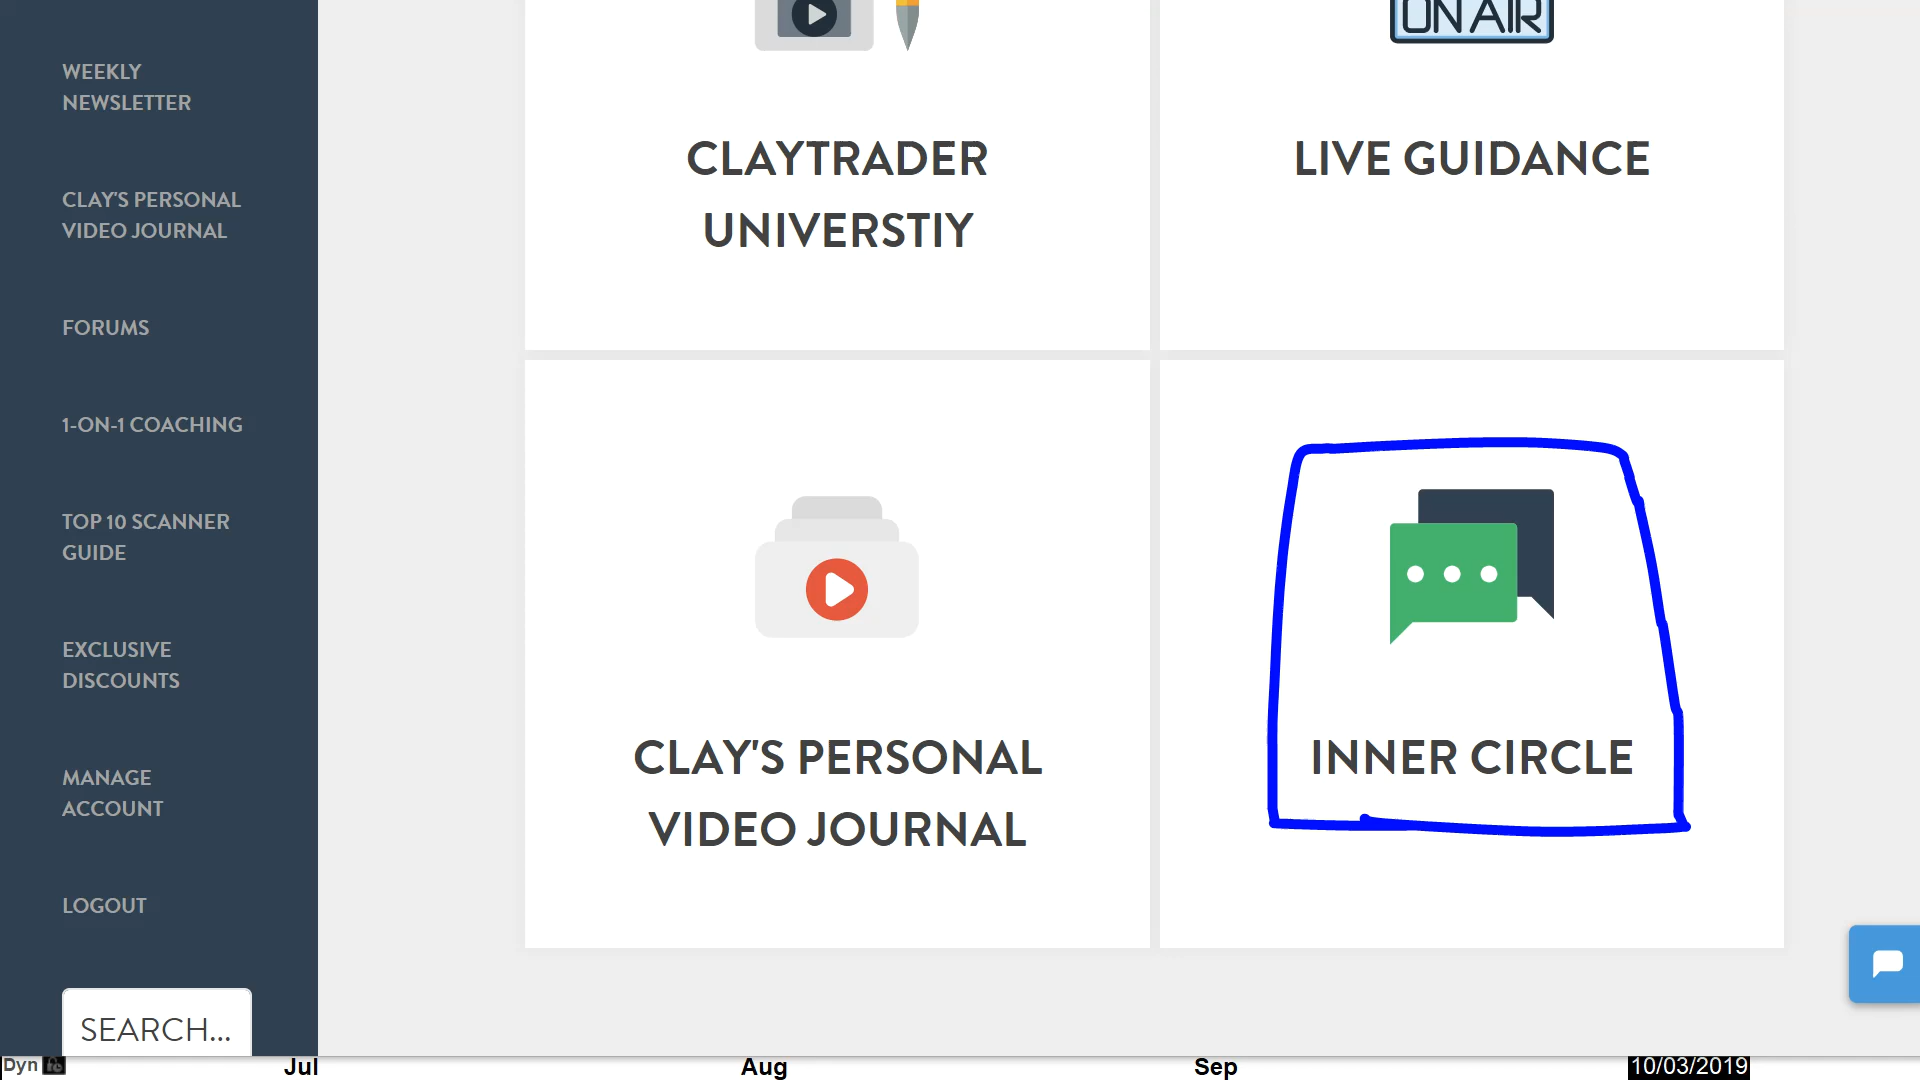 WEEKLY
NEWSLETTER
CLAY'S PERSONAL
VIDEO JOURNAL
FORUMS
1-ON-1 COACHING
TOP 10 SCANNER
GUIDE
EXCLUSIVE
DISCOUNTS
MANAGE
ACCOUNT
LOGOUT
SEARCH...
ON AIR
CLAYTRADER
UNIVERSTIY
LIVE GUIDANCE
CLAY'S PERSONAL
VIDEO JOURNAL
INNER CIRCLE
Dyn
Jul
Aug
Sep
10/03/2019